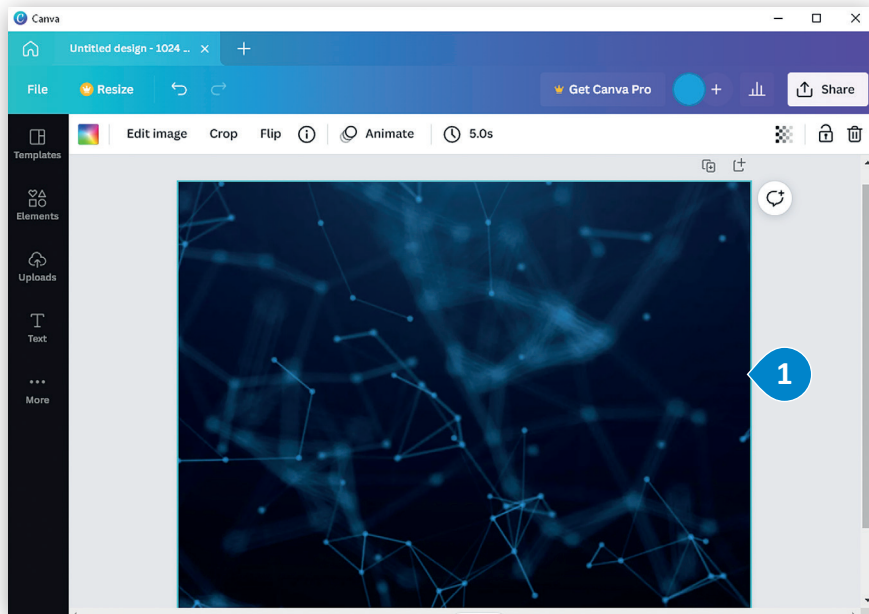 Canva
Untitled design - 1024 ...
File
Resize
Get Canva Pro
Share
Edit image
Crop
Flip
Animate
5.0s
Templates
Elements
Uploads
Text
More
1